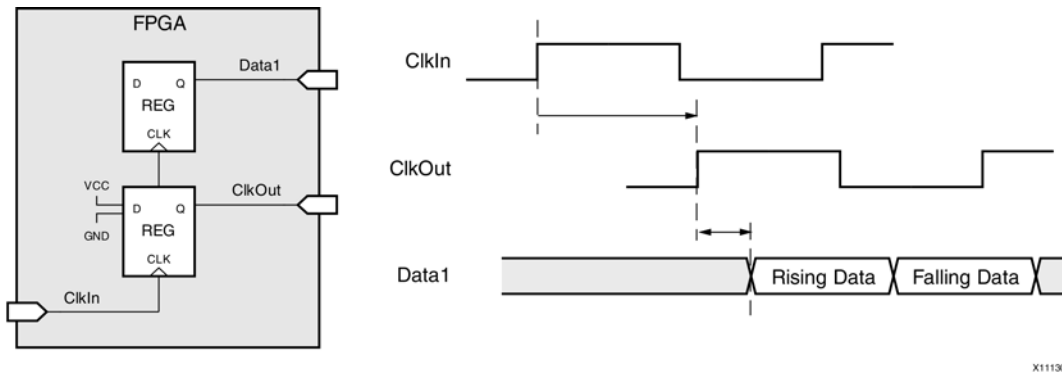 FPGA
Data1
D Q
REG
CLK
VCC
ClkOut
D Q
GND
REG
CLK
ClkIn
ClkIn
ClkOut
Data1
Rising Data
Falling Data